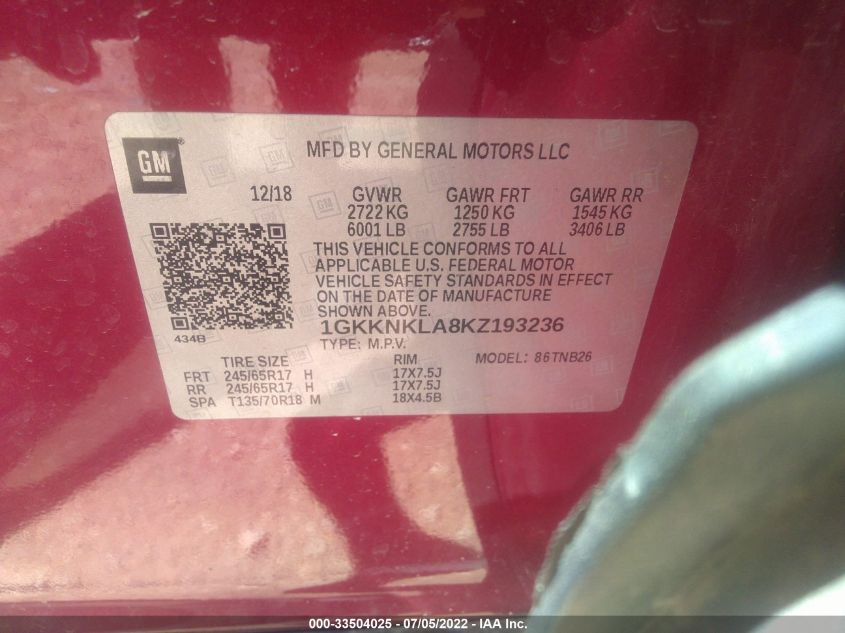 GM
MFD BY GENERAL MOTORS LLC
12/18 GVWR GAWR FRT GAWR RR
2722 KG 1250 KG 1545 KG
6001 LB 2755 LB 3406 LB
THIS VEHICLE CONFORMS TO ALL
APPLICABLE U.S. FEDERAL MOTOR
VEHICLE SAFETY STANDARDS IN EFFECT
ON THE DATE OF MANUFACTURE
SHOWN ABOVE.
434B
1GKKNKLA8KZ193236
TYPE: M.P.V. MODEL: 86TNB26
TIRE SIZE RIM
FRT 245/65R17 H 17X7.5J
RR 245/65R17 H 17X7.5J
SPA T135/70R18 M 18X4.5B
000-33504025 - 07/05/2022 - IAA Inc.